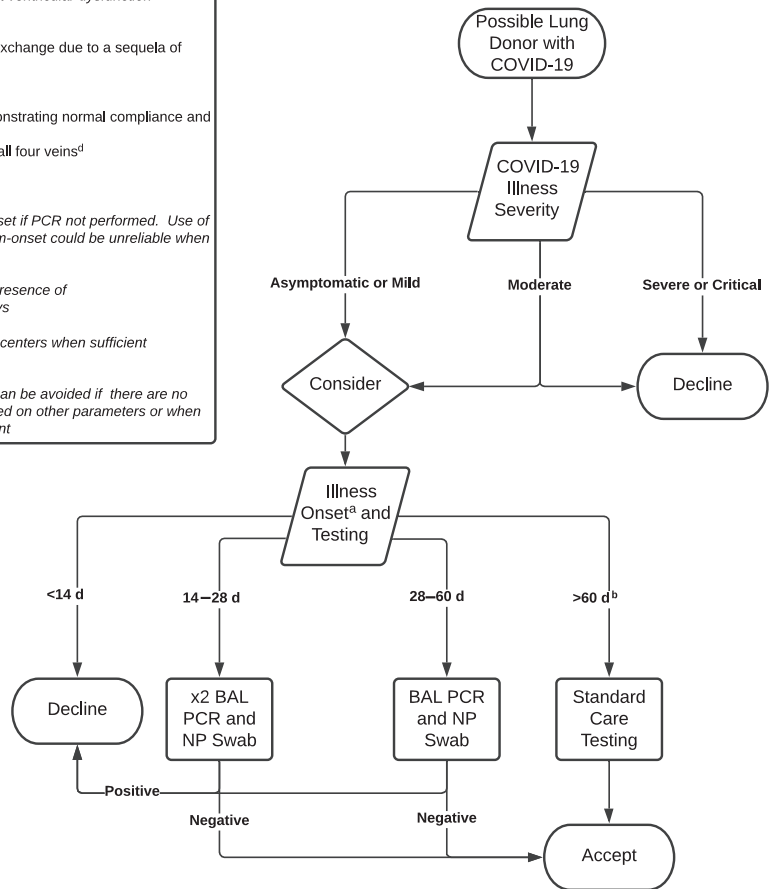 t ventricular dysfunction
xchange due to a sequela of
onstrating normal compliance and
all four veinsᵈ
set if PCR not performed. Use of
m-onset could be unreliable when
resence of
ys
centers when sufficient
an be avoided if there are no
ed on other parameters or when
nt
Possible Lung
Donor with
COVID-19
COVID-19
Illness
Severity
Asymptomatic or Mild
Moderate
Severe or Critical
Consider
Decline
Illness
Onsetᵃ and
Testing
<14 d
14–28 d
28–60 d
>60 dᵇ
Decline
x2 BAL
PCR and
NP Swab
BAL PCR
and NP
Swab
Standard
Care
Testing
Positive
Negative
Negative
Accept